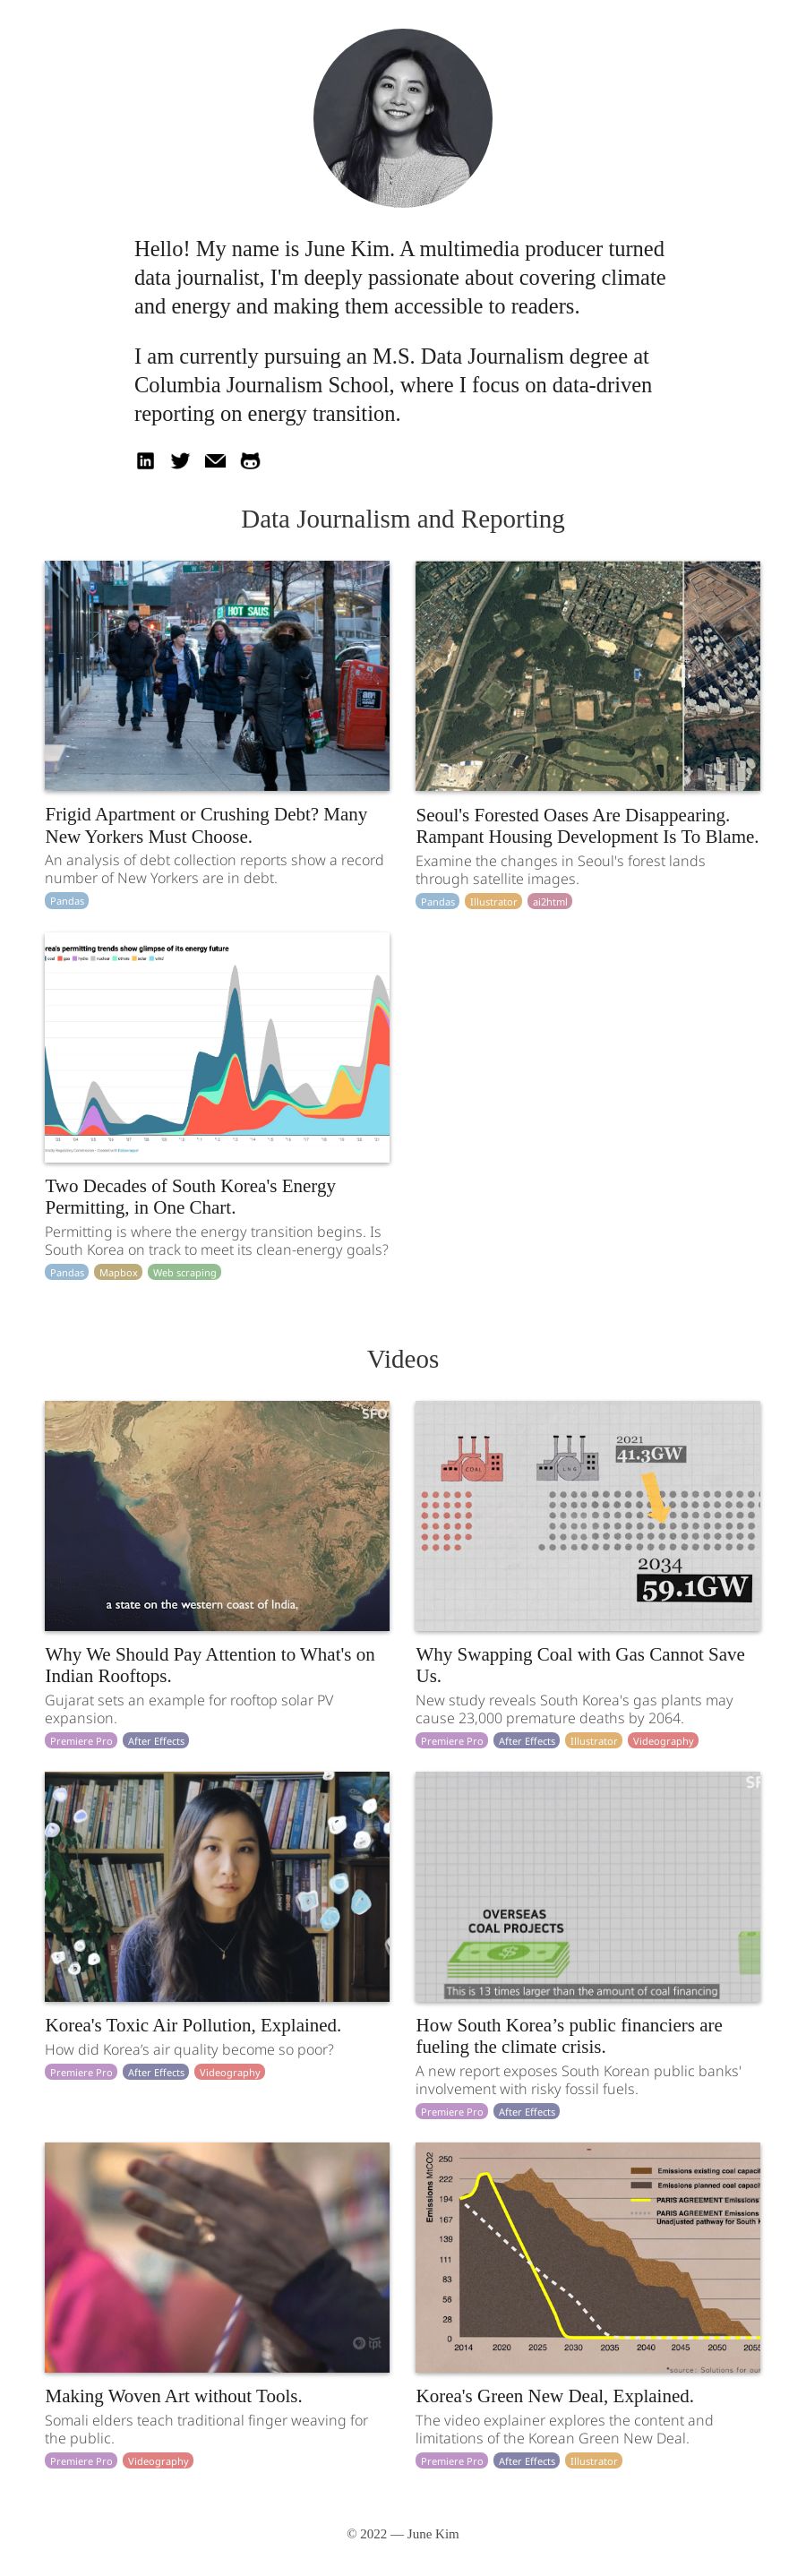 Hello! My name is June Kim. A multimedia producer turned
data journalist, I'm deeply passionate about covering climate
and energy and making them accessible to readers.
I am currently pursuing an M.S. Data Journalism degree at
Columbia Journalism School, where I focus on data-driven
reporting on energy transition.
in
Data Journalism and Reporting
HOT SAUS
Frigid Apartment or Crushing Debt? Many
New Yorkers Must Choose.
An analysis of debt collection reports show a record
number of New Yorkers are in debt.
Pandas
Seoul's Forested Oases Are Disappearing.
Rampant Housing Development Is To Blame.
Examine the changes in Seoul's forest lands
through satellite images.
Pandas Illustrator ai2html
rea's permitting trends show glimpse of its energy future
Two Decades of South Korea's Energy
Permitting, in One Chart.
Permitting is where the energy transition begins. Is
South Korea on track to meet its clean-energy goals?
Pandas Mapbox Web scraping
Videos
SFO
a state on the western coast of India,
Why We Should Pay Attention to What's on
Indian Rooftops.
Gujarat sets an example for rooftop solar PV
expansion.
Premiere Pro After Effects
COAL
LNG
2021
41.3GW
2034
59.1GW
Why Swapping Coal with Gas Cannot Save
Us.
New study reveals South Korea's gas plants may
cause 23,000 premature deaths by 2064.
Premiere Pro After Effects Illustrator Videography
Korea's Toxic Air Pollution, Explained.
How did Korea’s air quality become so poor?
Premiere Pro After Effects Videography
SF
OVERSEAS
COAL PROJECTS
This is 13 times larger than the amount of coal financing
How South Korea’s public financiers are
fueling the climate crisis.
A new report exposes South Korean public banks'
involvement with risky fossil fuels.
Premiere Pro After Effects
PBS tpt
Making Woven Art without Tools.
Somali elders teach traditional finger weaving for
the public.
Premiere Pro Videography
Emissions MtCO2
250
222
194
167
139
111
83
56
28
0
2014 2020 2025 2030 2035 2040 2045 2050 2055
Emissions existing coal capacit
Emissions planned coal capacit
PARIS AGREEMENT Emissions
PARIS AGREEMENT Emissions
Unadjusted pathway for South K
*source: Solutions for our
Korea's Green New Deal, Explained.
The video explainer explores the content and
limitations of the Korean Green New Deal.
Premiere Pro After Effects Illustrator
© 2022 — June Kim